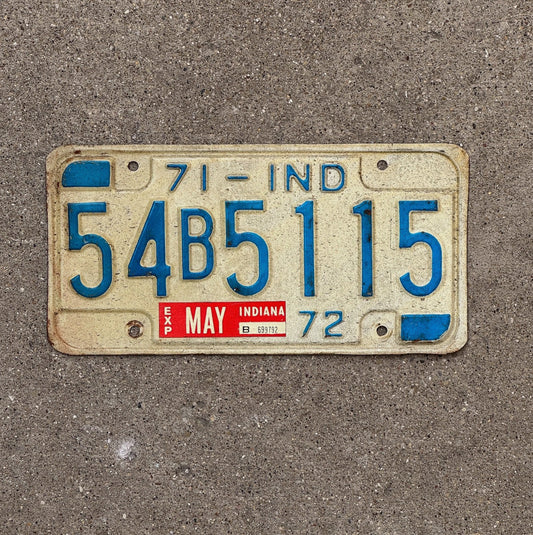 71-IND
54B5115
EXP MAY INDIANA
B 699792
72